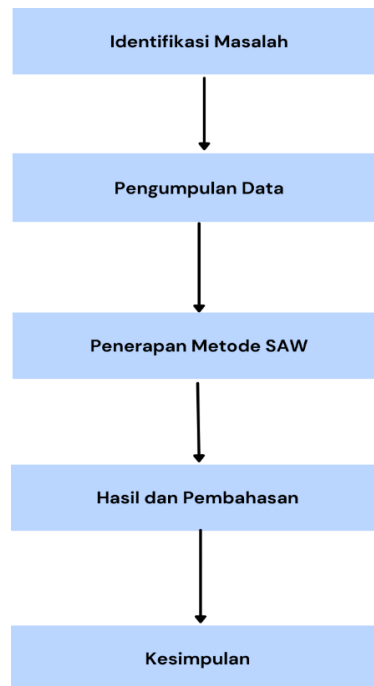 Identifikasi Masalah
Pengumpulan Data
Penerapan Metode SAW
Hasil dan Pembahasan
Kesimpulan